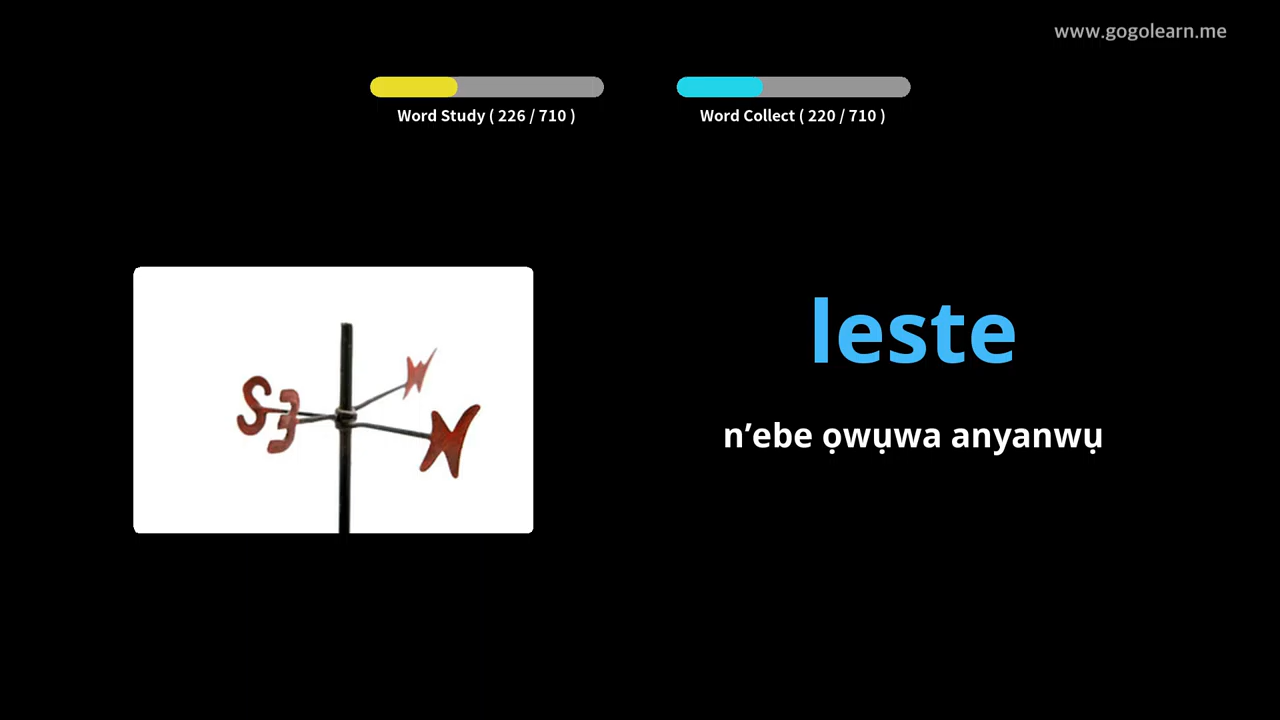 www.gogolearn.me
Word Study ( 226 / 710 )
Word Collect ( 220 / 710 )
leste
n’ebe ọwụwa anyanwụ
S E N